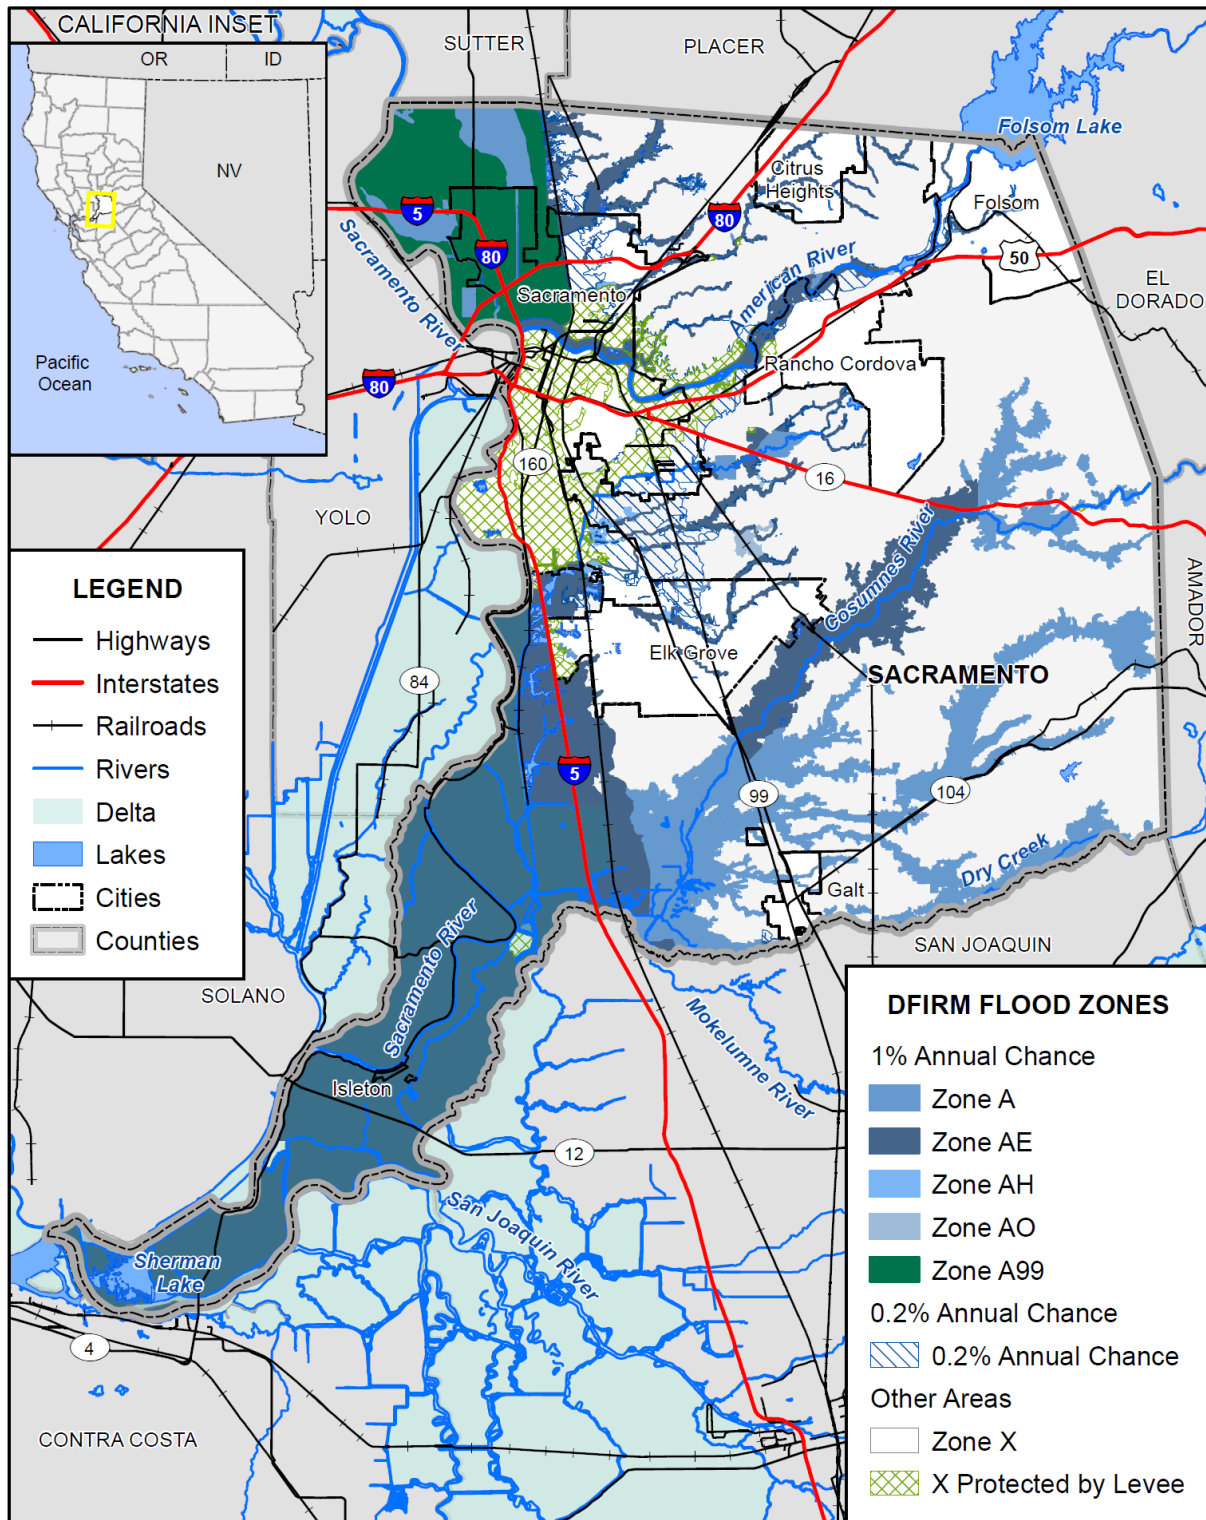 CALIFORNIA INSET
OR
ID
NV
Pacific
Ocean
SUTTER
PLACER
Folsom Lake
Citrus
Heights
Folsom
5
80
80
50
Sacramento River
Sacramento
American River
EL
DORADO
80
Rancho Cordova
160
16
YOLO
Cosumnes River
AMADOR
Elk Grove
SACRAMENTO
84
5
99
104
Dry Creek
Galt
SAN JOAQUIN
SOLANO
Sacramento River
Mokelumne River
Isleton
12
San Joaquin River
Sherman
Lake
4
CONTRA COSTA
LEGEND
Highways
Interstates
Railroads
Rivers
Delta
Lakes
Cities
Counties
DFIRM FLOOD ZONES
1% Annual Chance
Zone A
Zone AE
Zone AH
Zone AO
Zone A99
0.2% Annual Chance
0.2% Annual Chance
Other Areas
Zone X
X Protected by Levee